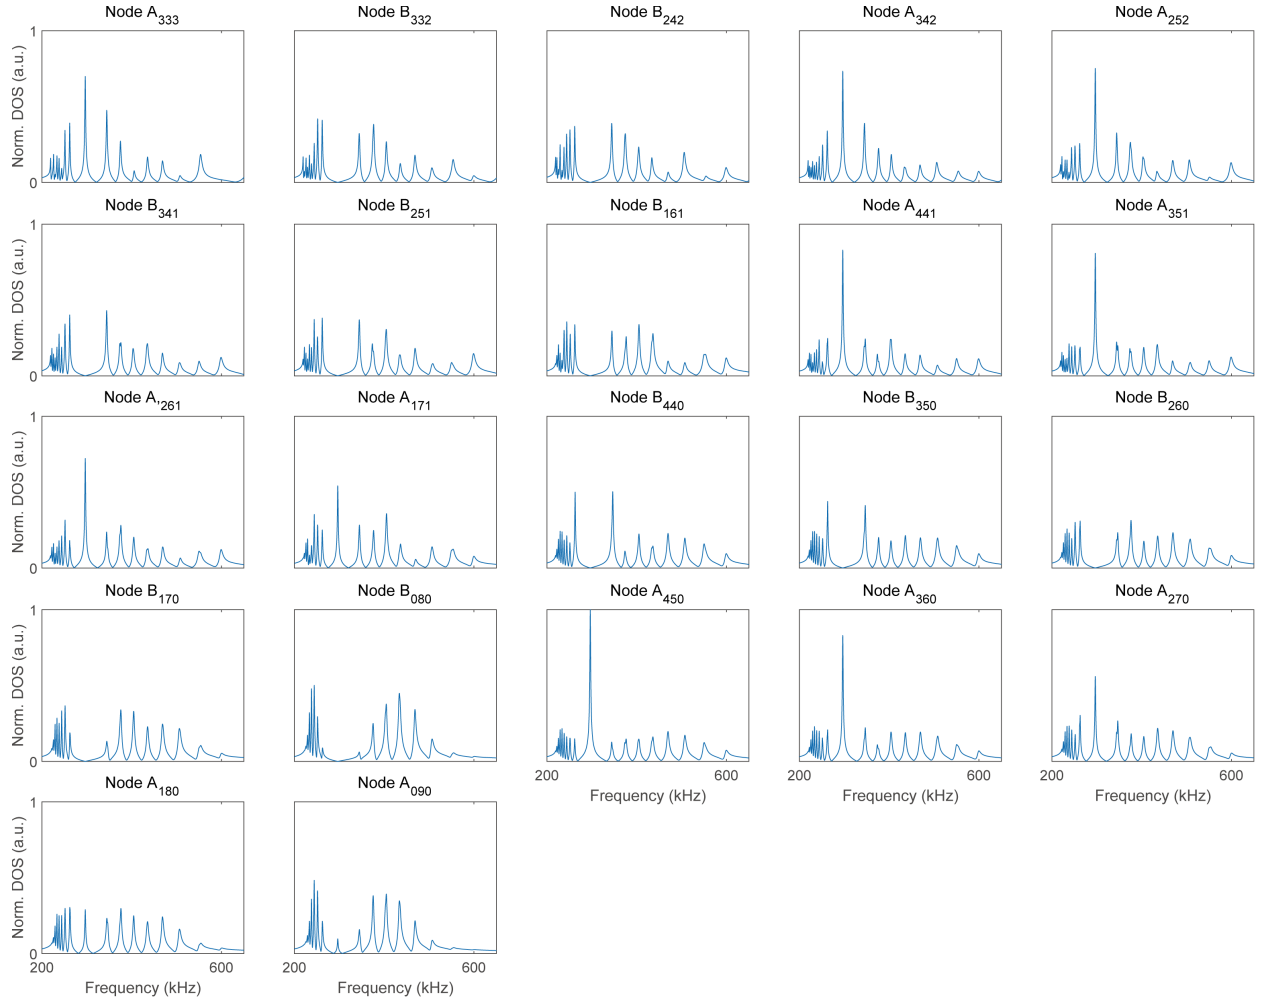 Node A333 Node B332 Node B242 Node A342 Node A252
1
Norm. DOS (a.u.)
0
Node B341 Node B251 Node B161 Node A441 Node A351
1
Norm. DOS (a.u.)
0
Node A,261 Node A171 Node B440 Node B350 Node B260
1
Norm. DOS (a.u.)
0
Node B170 Node B080 Node A450 Node A360 Node A270
1
Norm. DOS (a.u.)
0
200 600 200 600 200 600
Frequency (kHz) Frequency (kHz) Frequency (kHz)
Node A180 Node A090
1
Norm. DOS (a.u.)
0
200 600 200 600
Frequency (kHz) Frequency (kHz)